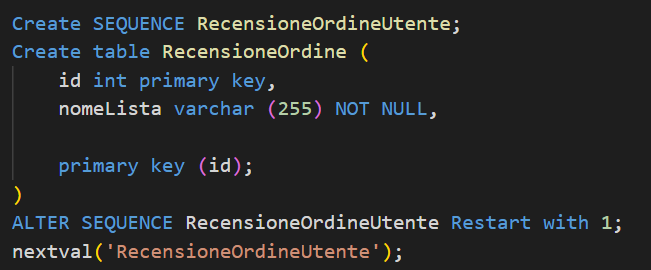 Create SEQUENCE RecensioneOrdineUtente;
Create table RecensioneOrdine (
    id int primary key,
    nomeLista varchar (255) NOT NULL,

    primary key (id);
)
ALTER SEQUENCE RecensioneOrdineUtente Restart with 1;
nextval('RecensioneOrdineUtente');